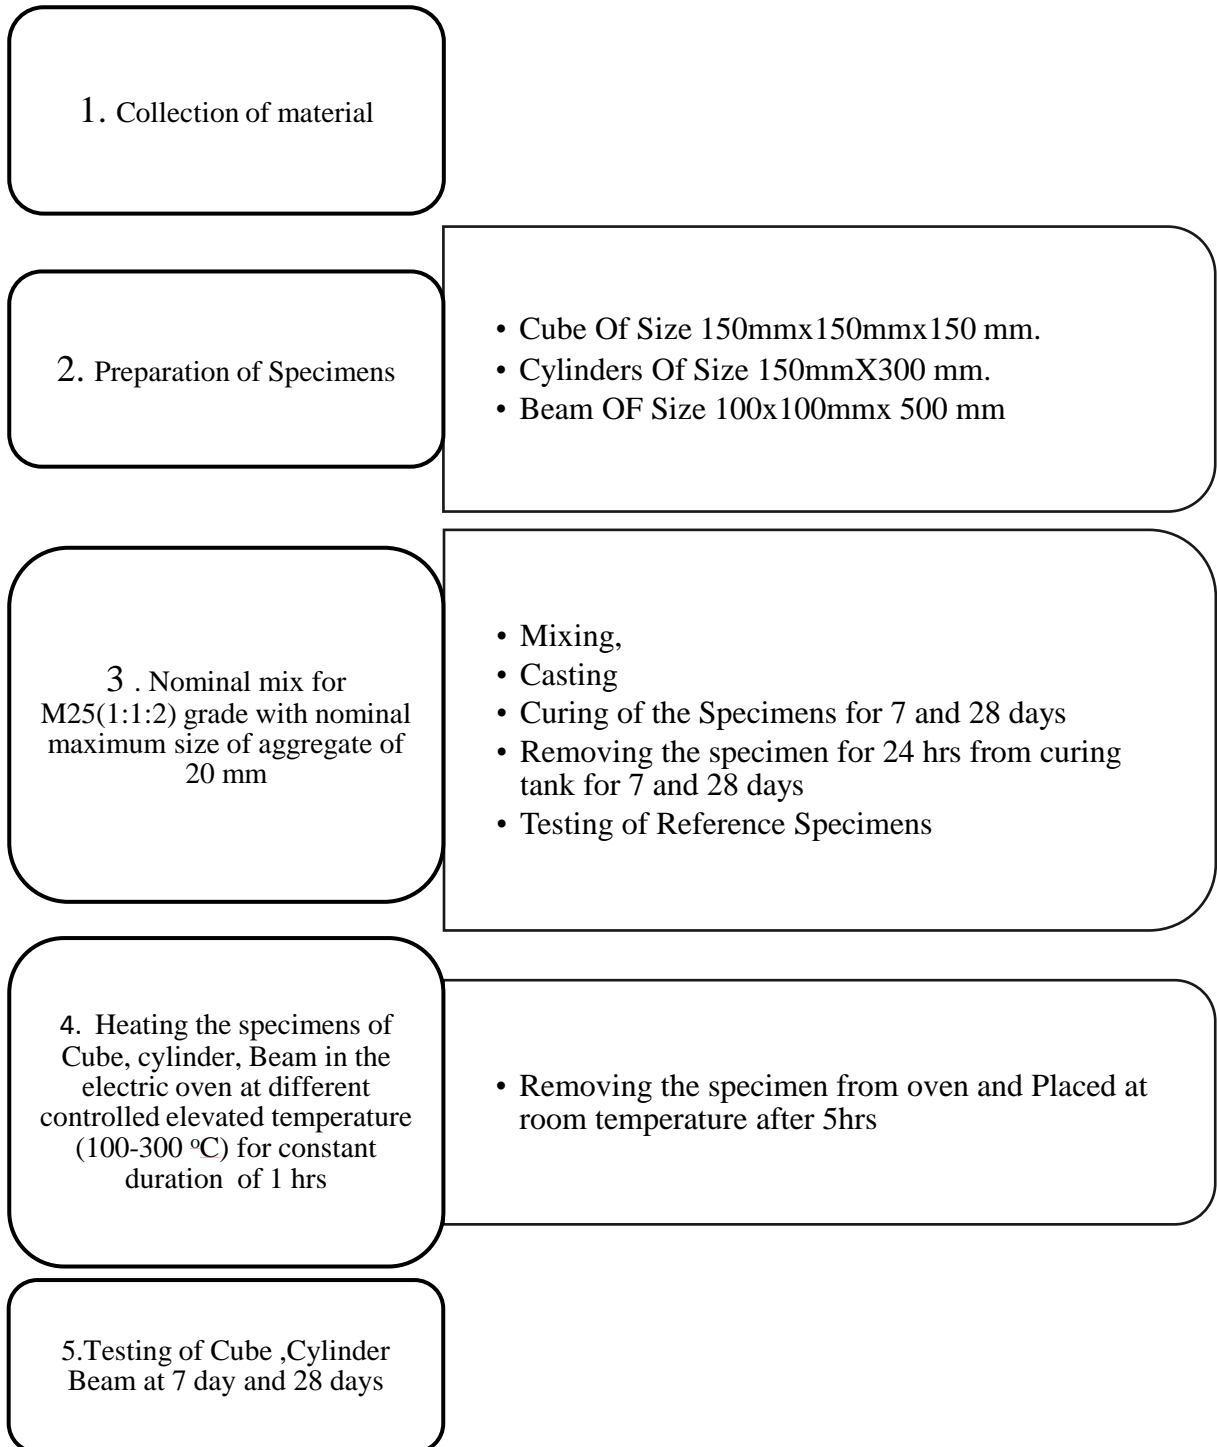 1. Collection of material
2. Preparation of Specimens
• Cube Of Size 150mmx150mmx150 mm.
• Cylinders Of Size 150mmX300 mm.
• Beam OF Size 100x100mmx 500 mm
3 . Nominal mix for
M25(1:1:2) grade with nominal
maximum size of aggregate of
20 mm
• Mixing,
• Casting
• Curing of the Specimens for 7 and 28 days
• Removing the specimen for 24 hrs from curing
tank for 7 and 28 days
• Testing of Reference Specimens
4. Heating the specimens of
Cube, cylinder, Beam in the
electric oven at different
controlled elevated temperature
(100-300 ºC) for constant
duration of 1 hrs
• Removing the specimen from oven and Placed at
room temperature after 5hrs
5.Testing of Cube ,Cylinder
Beam at 7 day and 28 days